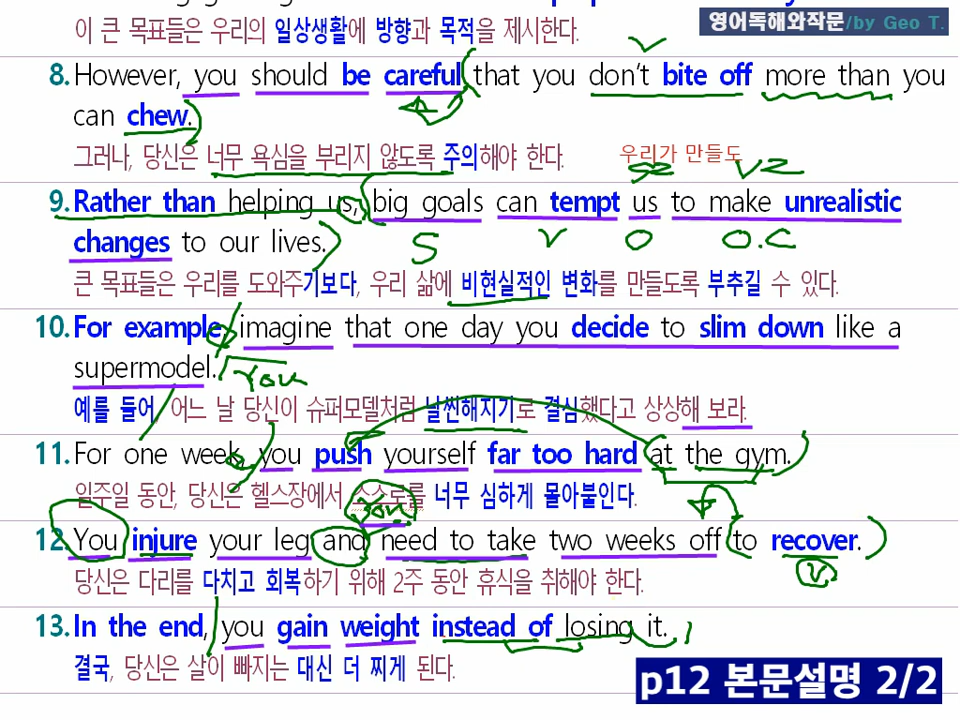 이 큰 목표들은 우리의 일상생활에 방향과 목적을 제시한다.
영어독해와작문/by Geo T.
8. However, you should be careful that you don't bite off more than you
can chew.
그러나, 당신은 너무 욕심을 부리지 않도록 주의해야 한다.
우리가 만들도
S2 V2
9. Rather than helping us, big goals can tempt us to make unrealistic
changes to our lives.
S V O O.C
큰 목표들은 우리를 도와주기보다, 우리 삶에 비현실적인 변화를 만들도록 부추길 수 있다.
10. For example, imagine that one day you decide to slim down like a
supermodel.
You
예를 들어, 어느 날 당신이 슈퍼모델처럼 날씬해지기로 결심했다고 상상해 보라.
11. For one week, you push yourself far too hard at the gym.
일주일 동안, 당신은 헬스장에서 스스로를 너무 심하게 몰아붙인다.
You
12. You injure your leg and need to take two weeks off to recover.
V
당신은 다리를 다치고 회복하기 위해 2주 동안 휴식을 취해야 한다.
13. In the end, you gain weight instead of losing it.
결국, 당신은 살이 빠지는 대신 더 찌게 된다.
p12 본문설명 2/2